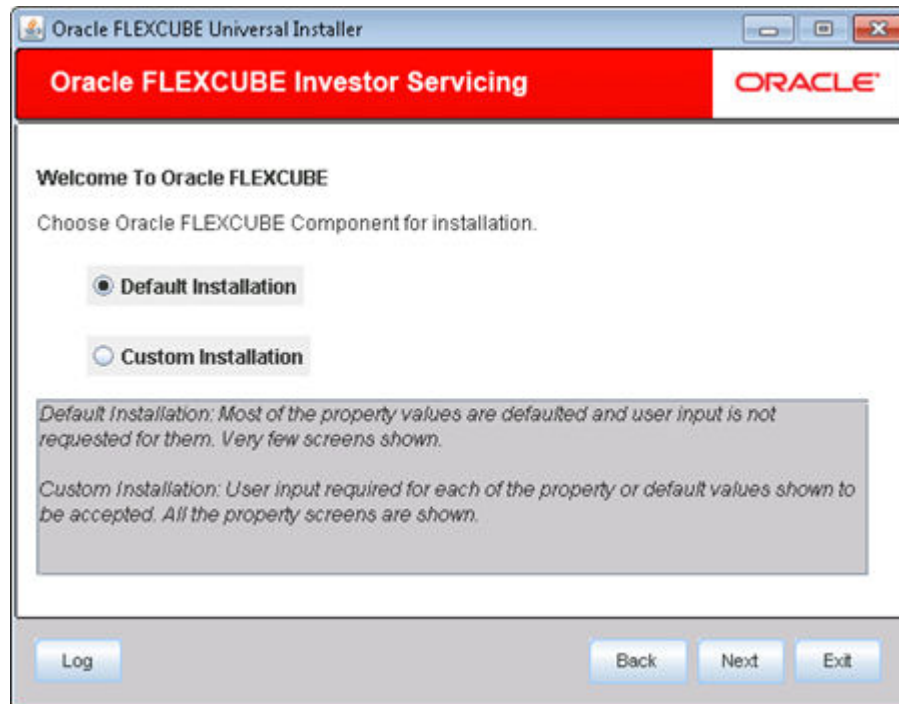 Oracle FLEXCUBE Universal Installer
Oracle FLEXCUBE Investor Servicing
ORACLE
Welcome To Oracle FLEXCUBE
Choose Oracle FLEXCUBE Component for installation.
Default Installation
Custom Installation
Default Installation: Most of the property values are defaulted and user input is not
requested for them. Very few screens shown.
Custom Installation: User input required for each of the property or default values shown to
be accepted. All the property screens are shown.
Log
Back
Next
Exit